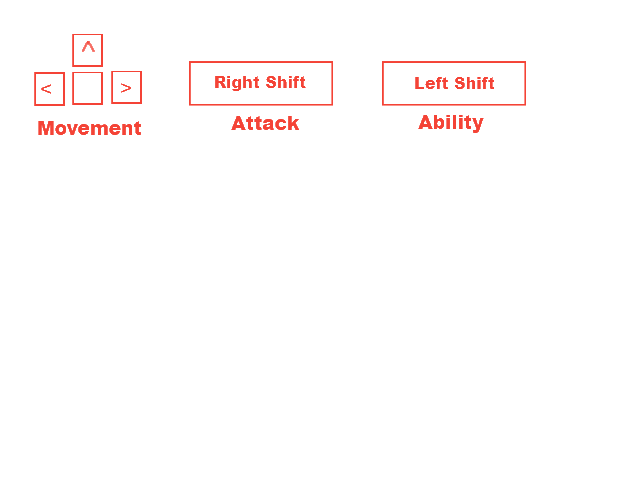 ^
< >
Movement
Right Shift
Attack
Left Shift
Ability